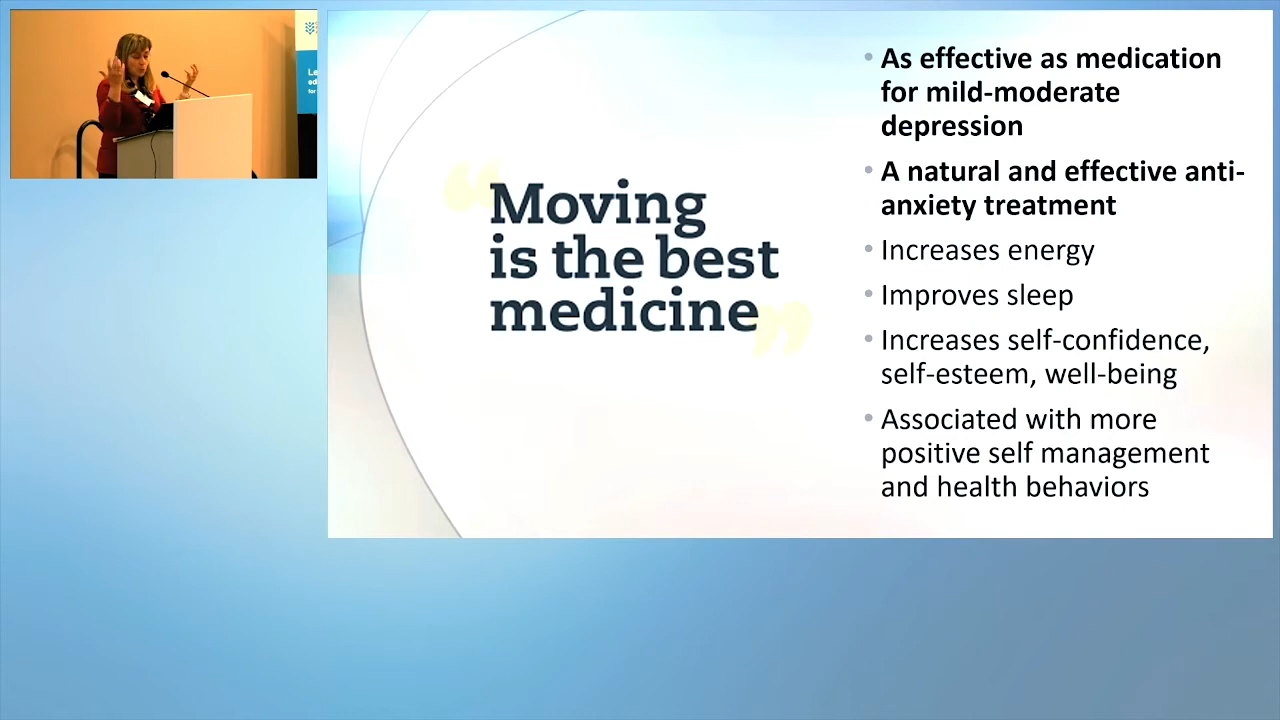 Moving
is the best
medicine
• As effective as medication
for mild-moderate
depression
• A natural and effective anti-
anxiety treatment
• Increases energy
• Improves sleep
• Increases self-confidence,
self-esteem, well-being
• Associated with more
positive self management
and health behaviors